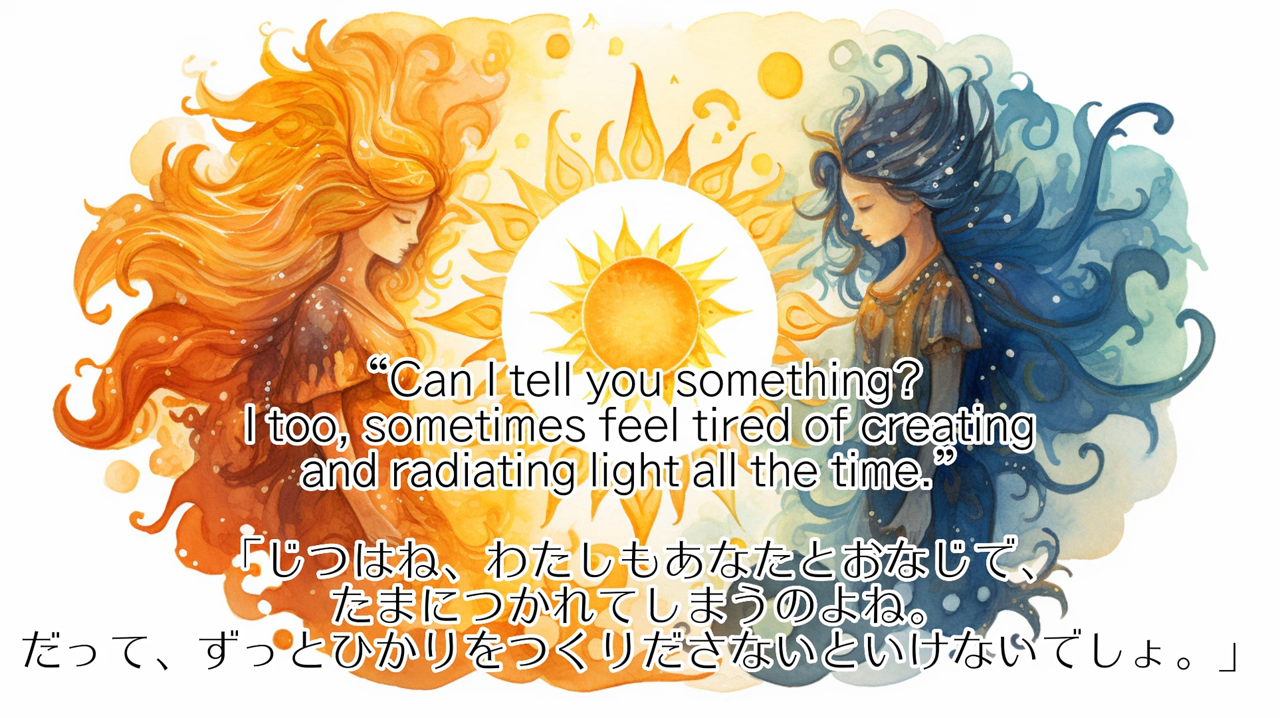 “Can I tell you something?
I too, sometimes feel tired of creating
and radiating light all the time.”
「じつはね、わたしもあなたとおなじで、
たまにつかれてしまうのよね。
だって、ずっとひかりをつくりださないといけないでしょ。」